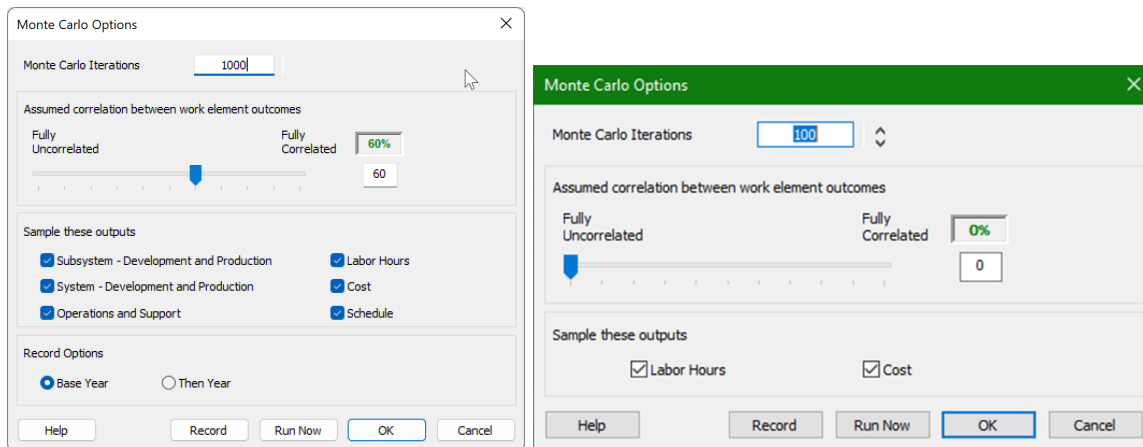 Monte Carlo Options
Monte Carlo Iterations 1000
Assumed correlation between work element outcomes
Fully Uncorrelated
Fully Correlated
60%
60
Sample these outputs
Subsystem - Development and Production
Labor Hours
System - Development and Production
Cost
Operations and Support
Schedule
Record Options
Base Year
Then Year
Help
Record
Run Now
OK
Cancel
Monte Carlo Options
Monte Carlo Iterations 100
Assumed correlation between work element outcomes
Fully Uncorrelated
Fully Correlated
0%
0
Sample these outputs
Labor Hours
Cost
Help
Record
Run Now
OK
Cancel